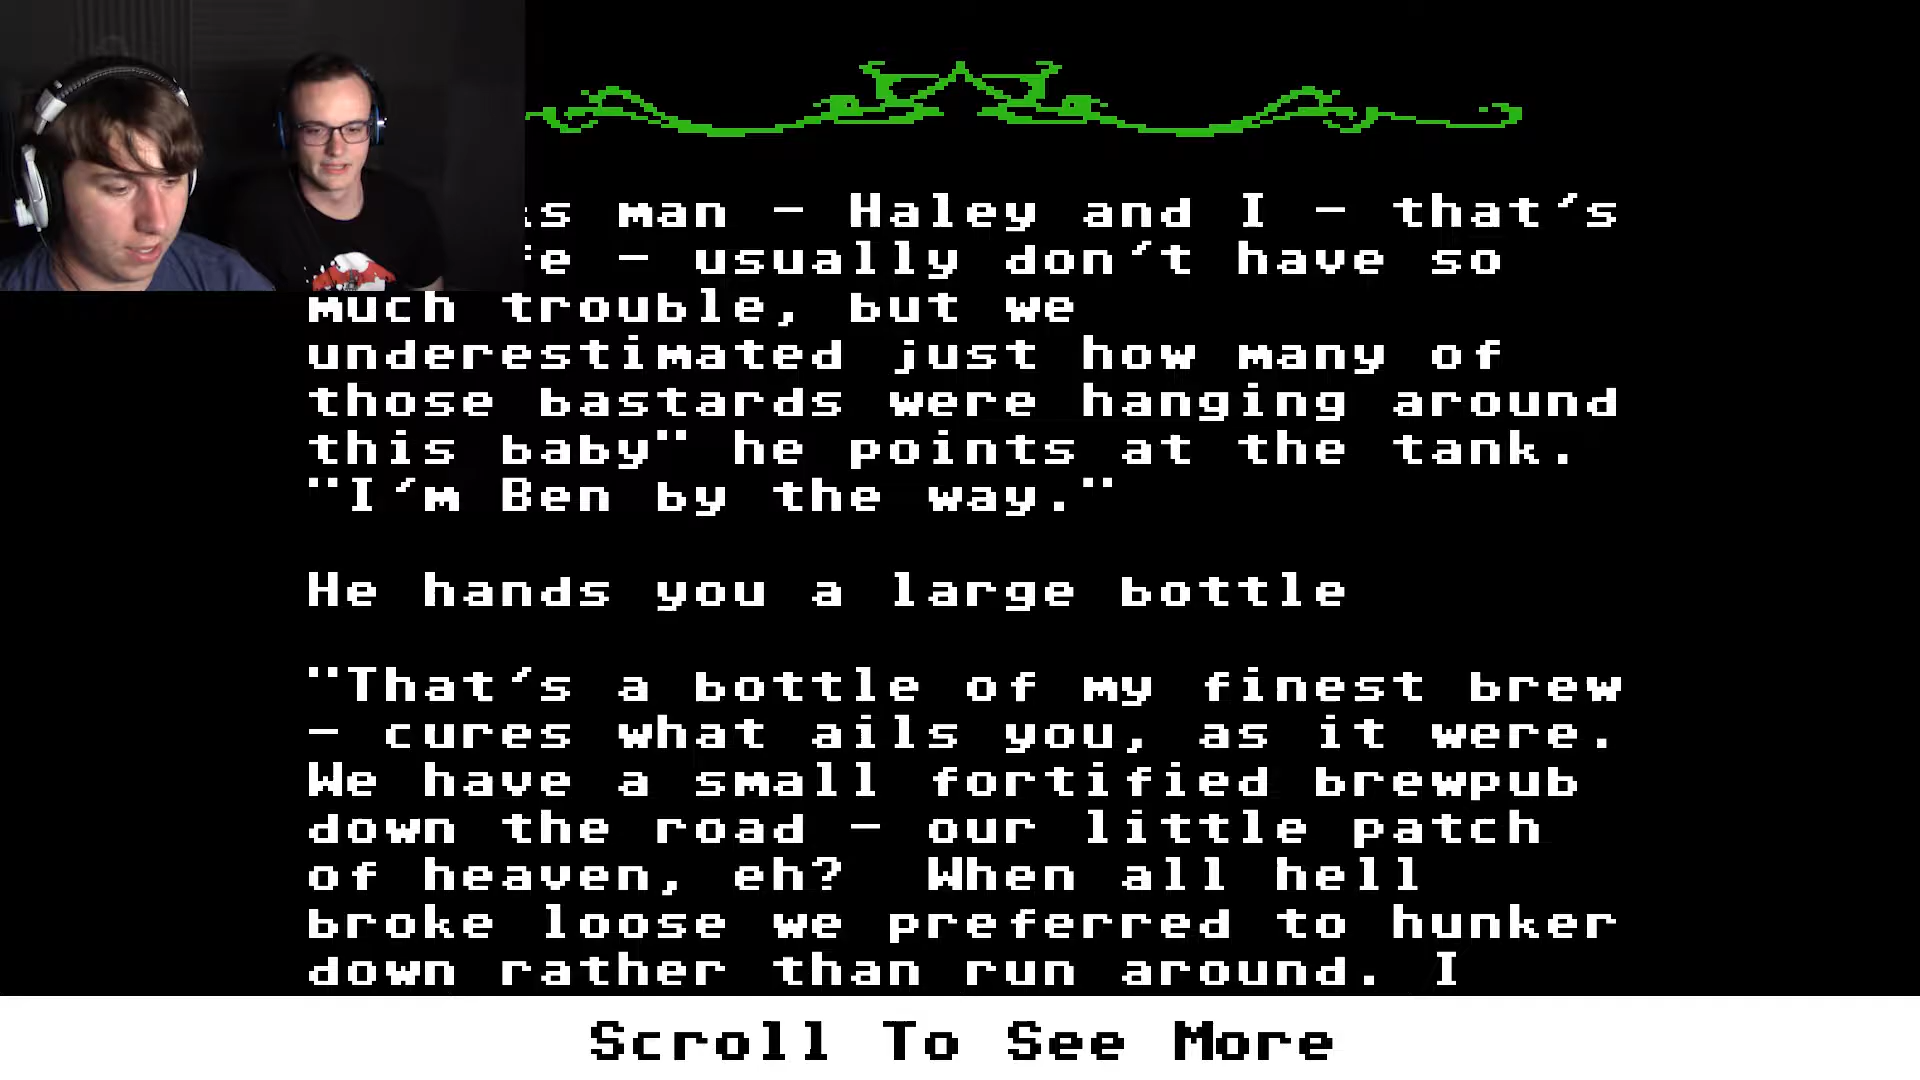 man - Haley and I - that's
- usually don't have so
much trouble, but we
underestimated just how many of
those bastards were hanging around
this baby" he points at the tank.
"I'm Ben by the way."
He hands you a large bottle
"That's a bottle of my finest brew
- cures what ails you, as it were.
We have a small fortified brewpub
down the road - our little patch
of heaven, eh?  When all hell
broke loose we preferred to hunker
down rather than run around. I
Scroll To See More